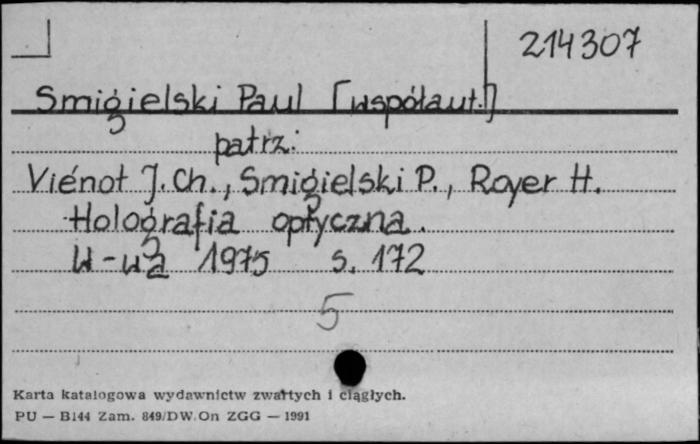 214307
Smigielski Paul [współaut.]
patrz:
Viénot J. Ch., Smigielski P., Royer H.
Holografia optyczna.
W-wa 1975 s. 172
5
Karta katalogowa wydawnictw zwartych i ciągłych.
PU — B144 Zam. 849/DW.On ZGG — 1991